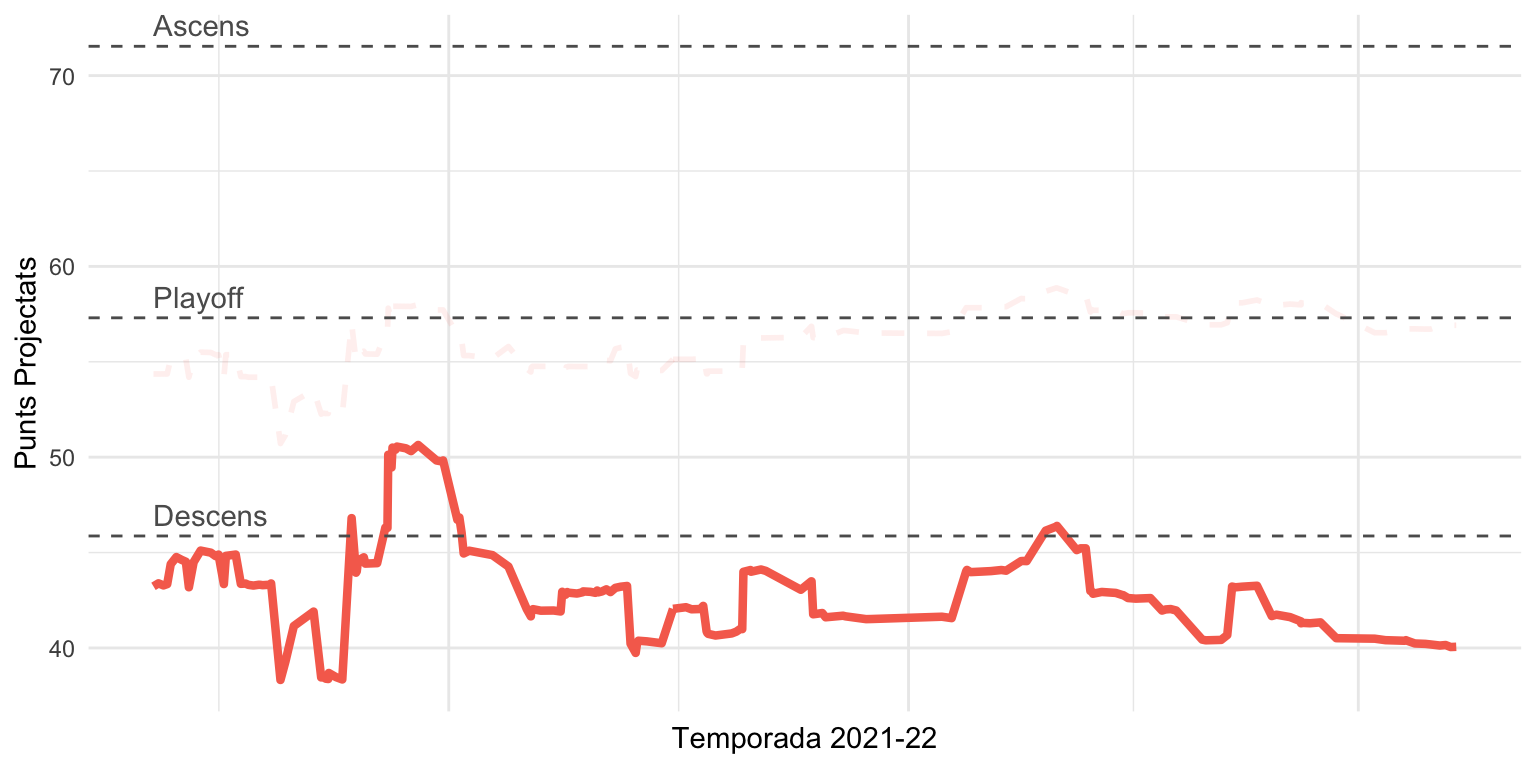 Ascens
70
60
Playoff
Punts Projectats
50
Descens
40
Temporada 2021-22